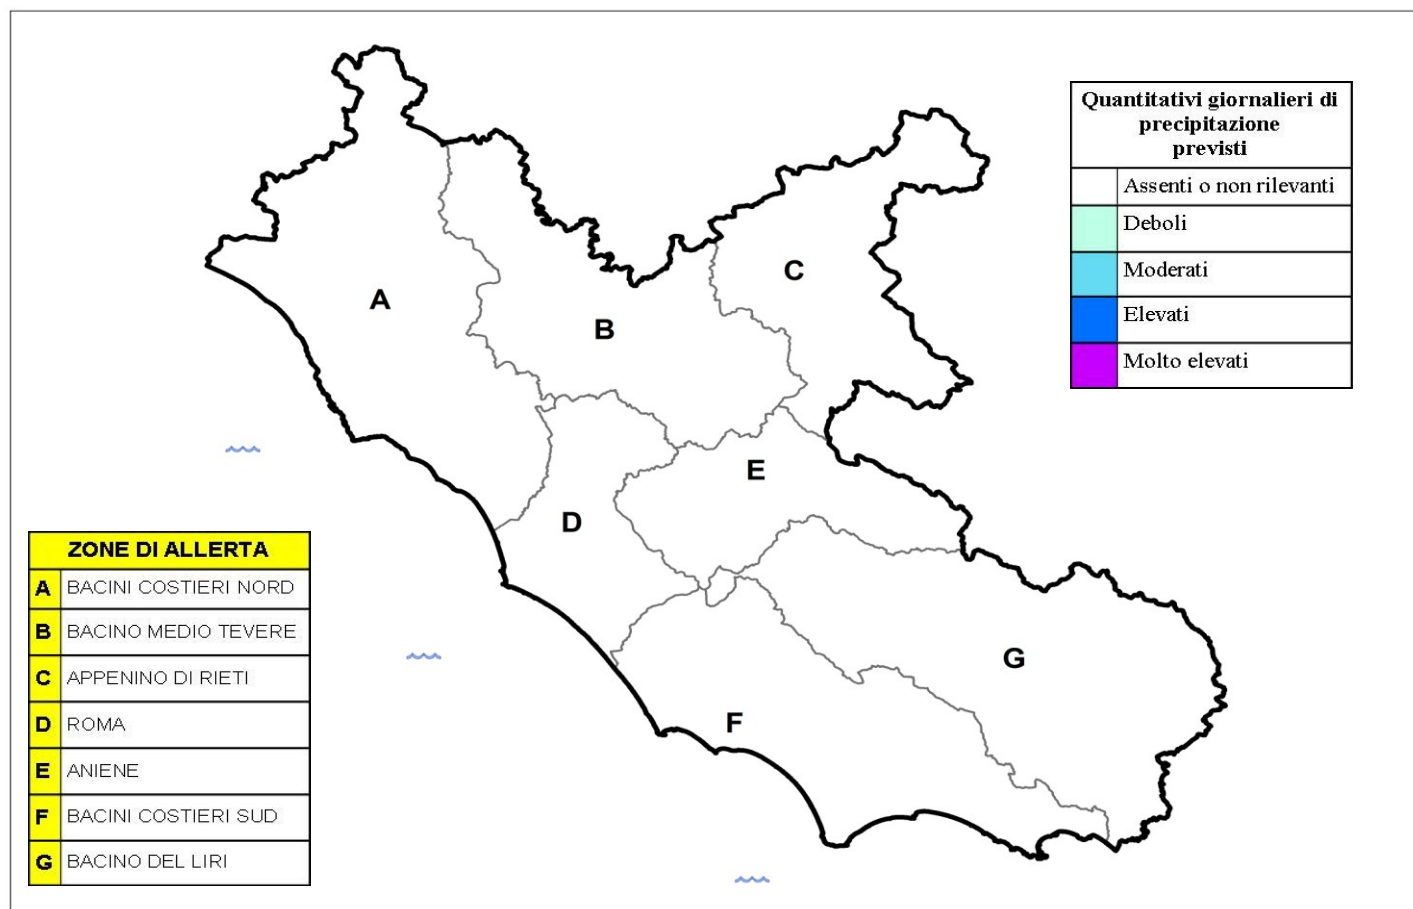 Quantitativi giornalieri di
precipitazione
previsti
Assenti o non rilevanti
Deboli
Moderati
Elevati
Molto elevati
A
B
C
D
E
F
G
ZONE DI ALLERTA
A BACINI COSTIERI NORD
B BACINO MEDIO TEVERE
C APPENINO DI RIETI
D ROMA
E ANIENE
F BACINI COSTIERI SUD
G BACINO DEL LIRI